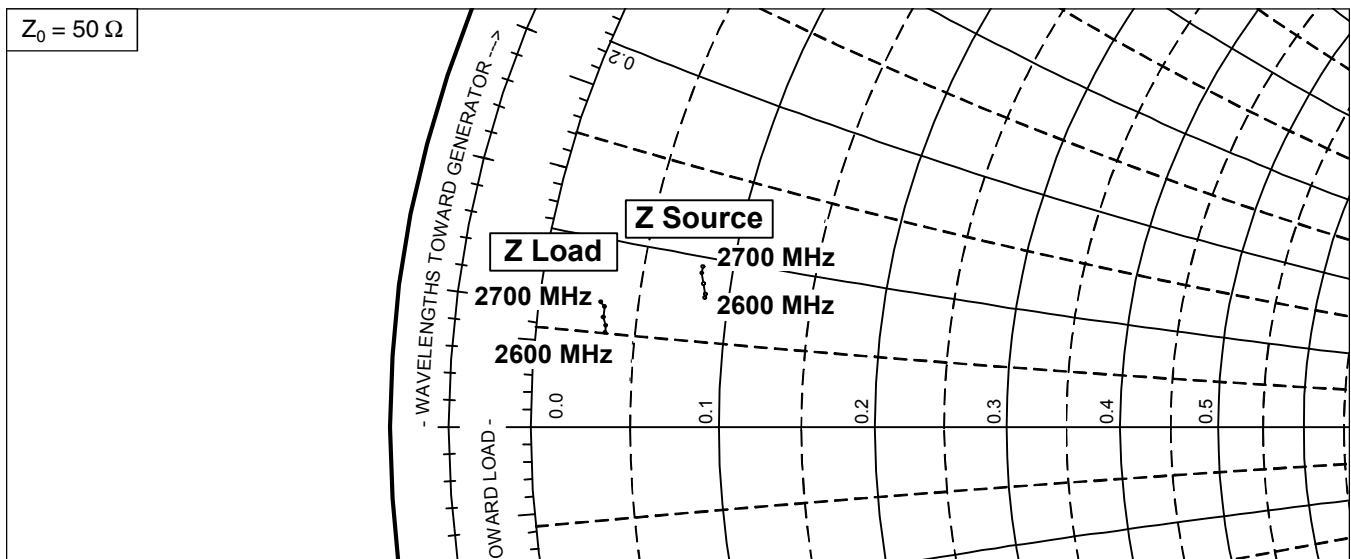 Z₀ = 50 Ω
- WAVELENGTHS TOWARD GENERATOR --->
0.2
Z Source
2700 MHz
Z Load
2700 MHz
2600 MHz
2600 MHz
0.0
0.1
0.2
0.3
0.4
0.5
OWARD LOAD -